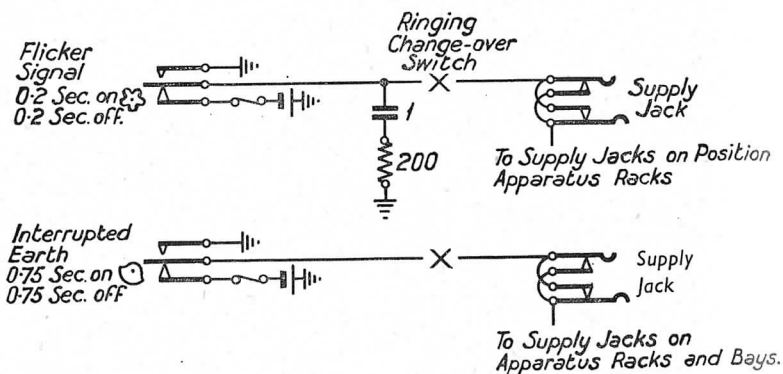 Flicker
Signal
0·2 Sec. on
0·2 Sec. off.
Ringing
Change-over
Switch
1
200
Supply
Jack
To Supply Jacks on Position
Apparatus Racks
Interrupted
Earth
0·75 Sec. on
0·75 Sec. off
Supply
Jack
To Supply Jacks on
Apparatus Racks and Bays.